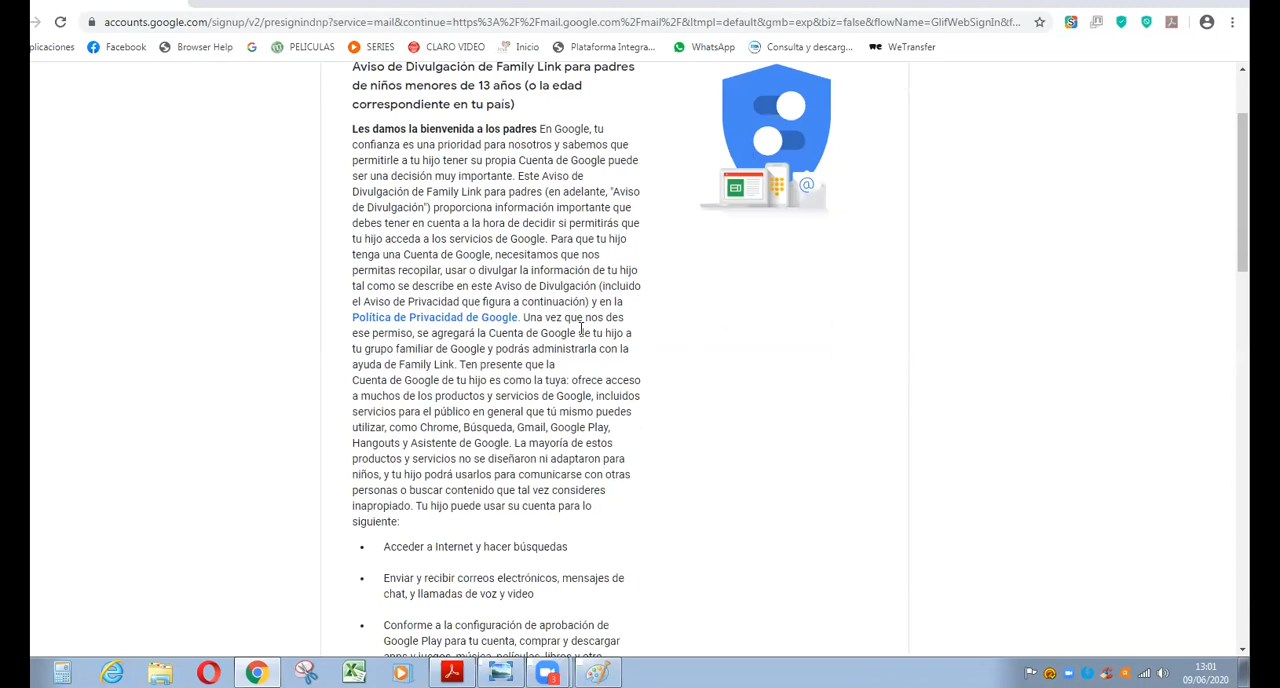 accounts.google.com/signup/v2/presignindnp?service=mail&continue=https%3A%2F%2Fmail.google.com%2Fmail%2F&ltmpl=default&gmb=exp&biz=false&flowName=GlifWebSignIn&f...
plicaciones Facebook Browser Help PELICULAS SERIES CLARO VIDEO Inicio Plataforma Integra... WhatsApp Consulta y descarg... WeTransfer
Aviso de Divulgación de Family Link para padres
de niños menores de 13 años (o la edad
correspondiente en tu país)
Les damos la bienvenida a los padres En Google, tu
confianza es una prioridad para nosotros y sabemos que
permitirle a tu hijo tener su propia Cuenta de Google puede
ser una decisión muy importante. Este Aviso de
Divulgación de Family Link para padres (en adelante, "Aviso
de Divulgación") proporciona información importante que
debes tener en cuenta a la hora de decidir si permitirás que
tu hijo acceda a los servicios de Google. Para que tu hijo
tenga una Cuenta de Google, necesitamos que nos
permitas recopilar, usar o divulgar la información de tu hijo
tal como se describe en este Aviso de Divulgación (incluido
el Aviso de Privacidad que figura a continuación) y en la
Política de Privacidad de Google. Una vez que nos des
ese permiso, se agregará la Cuenta de Google de tu hijo a
tu grupo familiar de Google y podrás administrarla con la
ayuda de Family Link. Ten presente que la
Cuenta de Google de tu hijo es como la tuya: ofrece acceso
a muchos de los productos y servicios de Google, incluidos
servicios para el público en general que tú mismo puedes
utilizar, como Chrome, Búsqueda, Gmail, Google Play,
Hangouts y Asistente de Google. La mayoría de estos
productos y servicios no se diseñaron ni adaptaron para
niños, y tu hijo podrá usarlos para comunicarse con otras
personas o buscar contenido que tal vez consideres
inapropiado. Tu hijo puede usar su cuenta para lo
siguiente:
• Acceder a Internet y hacer búsquedas
• Enviar y recibir correos electrónicos, mensajes de
chat, y llamadas de voz y video
• Conforme a la configuración de aprobación de
Google Play para tu cuenta, comprar y descargar
apps y juegos, música, películas, libros y otro
13:01
09/06/2020